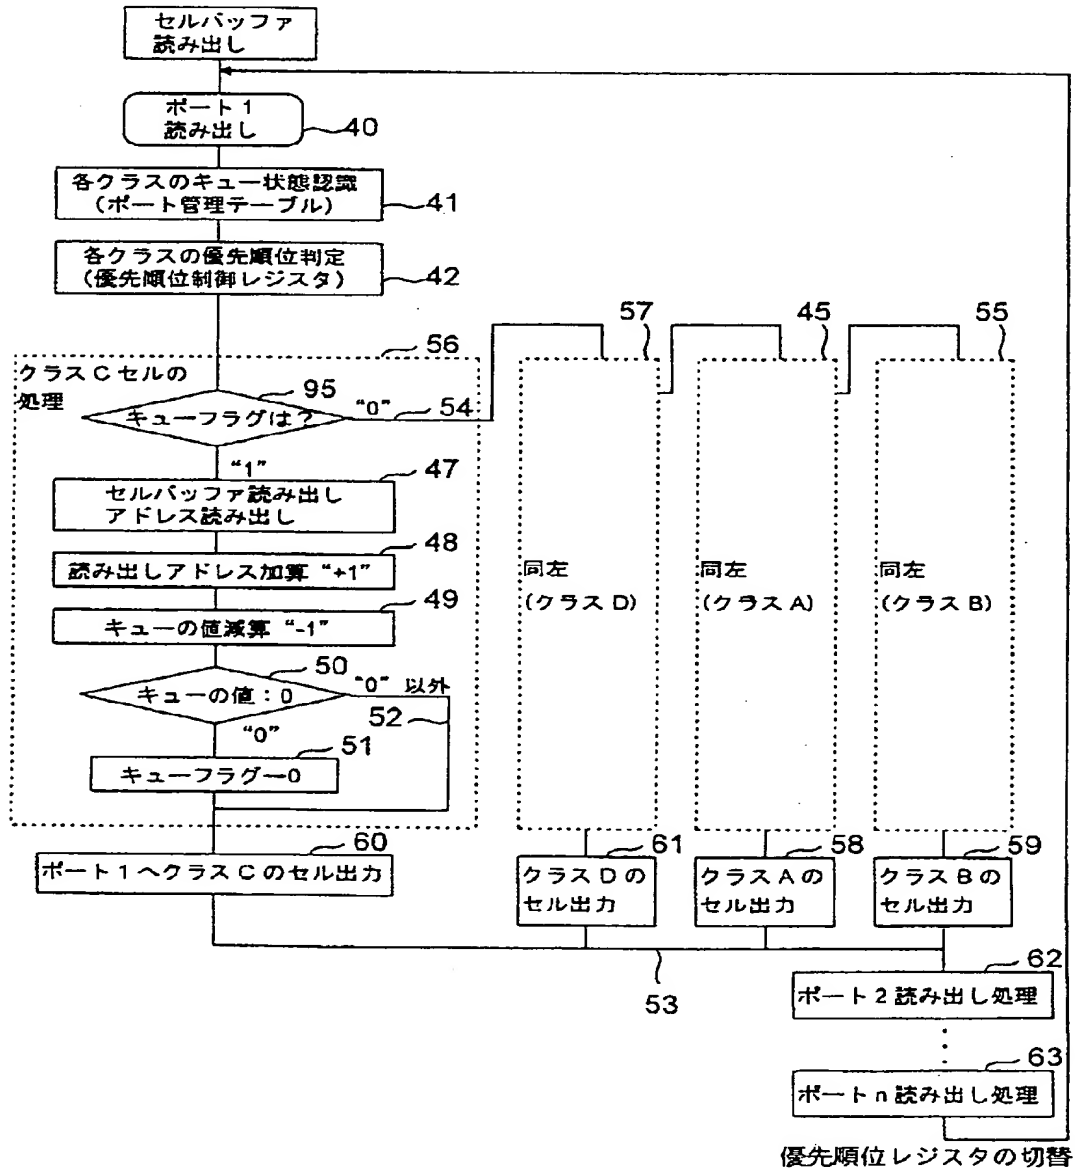 セルバッファ
読み出し
ポート1
読み出し
40
各クラスのキュー状態認識
(ポート管理テーブル)
41
各クラスの優先順位判定
(優先順位制御レジスタ)
42
56
クラスCセルの
処理
95
キューフラグは?
“0”
54
“1”
47
セルバッファ読み出し
アドレス読み出し
48
読み出しアドレス加算“+1”
49
キューの値減算“-1”
50
キューの値:0
“0” 以外
52
“0”
51
キューフラグー0
60
ポート1へクラスCのセル出力
57
同左
(クラスD)
61
クラスDの
セル出力
45
同左
(クラスA)
58
クラスAの
セル出力
55
同左
(クラスB)
59
クラスBの
セル出力
53
62
ポート2読み出し処理
63
ポートn読み出し処理
優先順位レジスタの切替